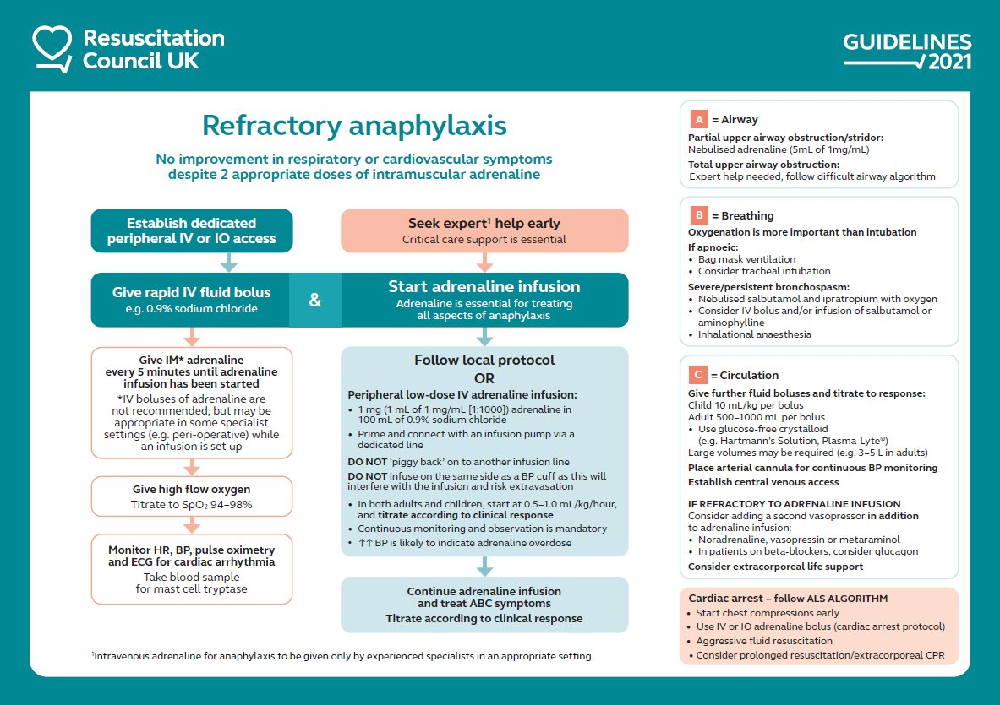 Resuscitation
Council UK
GUIDELINES
2021
Refractory anaphylaxis
No improvement in respiratory or cardiovascular symptoms
despite 2 appropriate doses of intramuscular adrenaline
Establish dedicated
peripheral IV or IO access
Seek expert¹ help early
Critical care support is essential
Give rapid IV fluid bolus
e.g. 0.9% sodium chloride
&
Start adrenaline infusion
Adrenaline is essential for treating
all aspects of anaphylaxis
Give IM* adrenaline
every 5 minutes until adrenaline
infusion has been started
*IV boluses of adrenaline are
not recommended, but may be
appropriate in some specialist
settings (e.g. peri-operative) while
an infusion is set up
Give high flow oxygen
Titrate to SpO₂ 94–98%
Monitor HR, BP, pulse oximetry
and ECG for cardiac arrhythmia
Take blood sample
for mast cell tryptase
Follow local protocol
OR
Peripheral low-dose IV adrenaline infusion:
• 1 mg (1 mL of 1 mg/mL [1:1000]) adrenaline in
100 mL of 0.9% sodium chloride
• Prime and connect with an infusion pump via a
dedicated line
DO NOT 'piggy back' on to another infusion line
DO NOT infuse on the same side as a BP cuff as this will
interfere with the infusion and risk extravasation
• In both adults and children, start at 0.5–1.0 mL/kg/hour,
and titrate according to clinical response
• Continuous monitoring and observation is mandatory
• ↑↑ BP is likely to indicate adrenaline overdose
Continue adrenaline infusion
and treat ABC symptoms
Titrate according to clinical response
¹Intravenous adrenaline for anaphylaxis to be given only by experienced specialists in an appropriate setting.
A = Airway
Partial upper airway obstruction/stridor:
Nebulised adrenaline (5mL of 1mg/mL)
Total upper airway obstruction:
Expert help needed, follow difficult airway algorithm
B = Breathing
Oxygenation is more important than intubation
If apnoeic:
• Bag mask ventilation
• Consider tracheal intubation
Severe/persistent bronchospasm:
• Nebulised salbutamol and ipratropium with oxygen
• Consider IV bolus and/or infusion of salbutamol or
aminophylline
• Inhalational anaesthesia
C = Circulation
Give further fluid boluses and titrate to response:
Child 10 mL/kg per bolus
Adult 500–1000 mL per bolus
• Use glucose-free crystalloid
(e.g. Hartmann's Solution, Plasma-Lyte®)
Large volumes may be required (e.g. 3–5 L in adults)
Place arterial cannula for continuous BP monitoring
Establish central venous access
IF REFRACTORY TO ADRENALINE INFUSION
Consider adding a second vasopressor in addition
to adrenaline infusion:
• Noradrenaline, vasopressin or metaraminol
• In patients on beta-blockers, consider glucagon
Consider extracorporeal life support
Cardiac arrest – follow ALS ALGORITHM
• Start chest compressions early
• Use IV or IO adrenaline bolus (cardiac arrest protocol)
• Aggressive fluid resuscitation
• Consider prolonged resuscitation/extracorporeal CPR